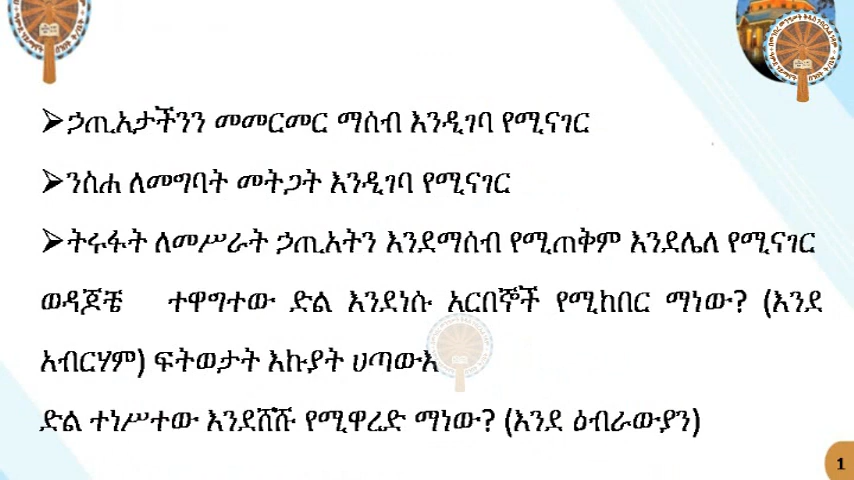 ➢ኃጢአታችንን መመርመር ማሰብ እንዲገባ የሚናገር
➢ንስሐ ለመግባት መትጋት እንዲገባ የሚናገር
➢ትሩፋት ለመሥራት ኃጢአትን እንደማሰብ የሚጠቅም እንደሌለ የሚናገር
ወዳጆቼ ተዋግተው ድል እንደነሱ አርበኞች የሚከበር ማነው? (እንደ
አብርሃም) ፍትወታት እኩያት ሀጣውእ
ድል ተነሥተው እንደሸሹ የሚዋረድ ማነው? (እንደ ዕብራውያን)
1